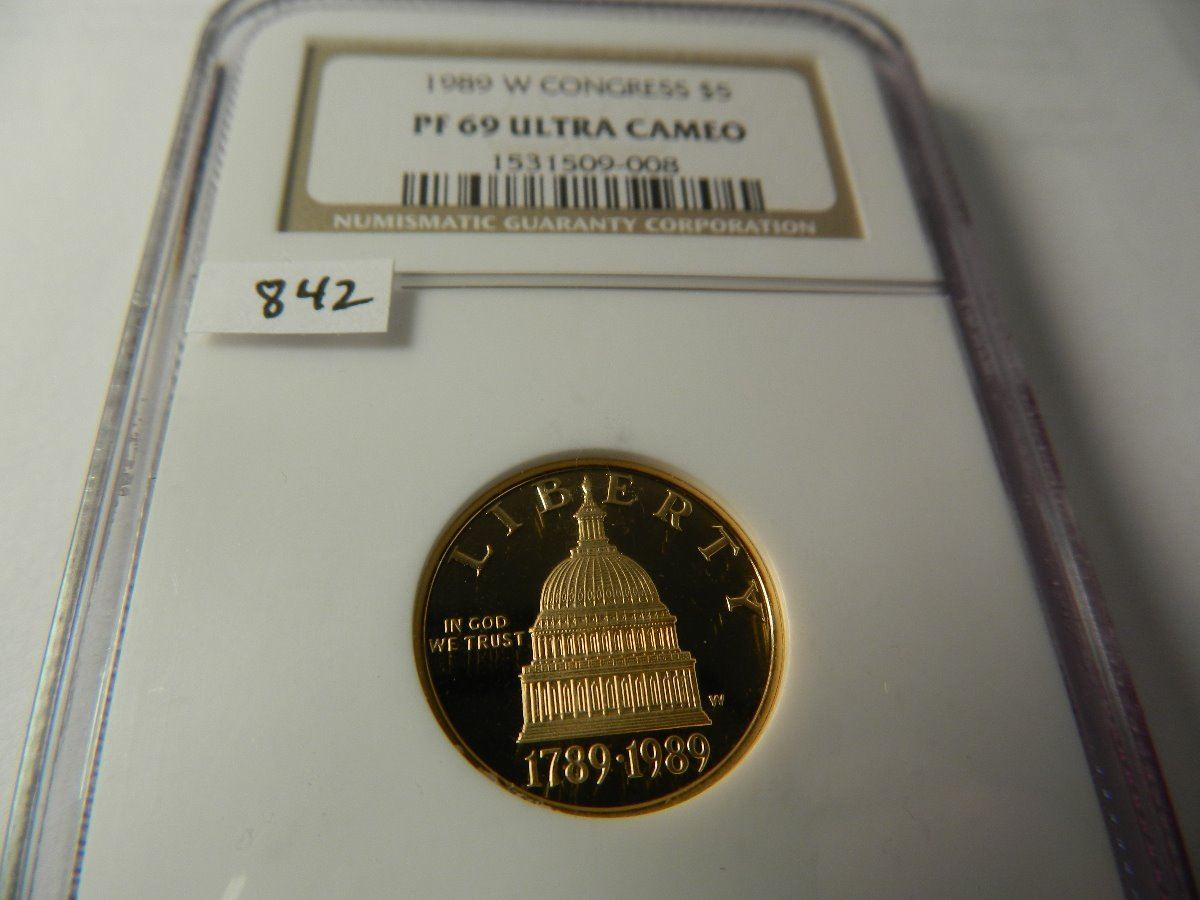 1989 W CONGRESS $5
PF 69 ULTRA CAMEO
1531509-008
NUMISMATIC GUARANTY CORPORATION
842
LIBERTY
IN GOD
WE TRUST
W
1789·1989